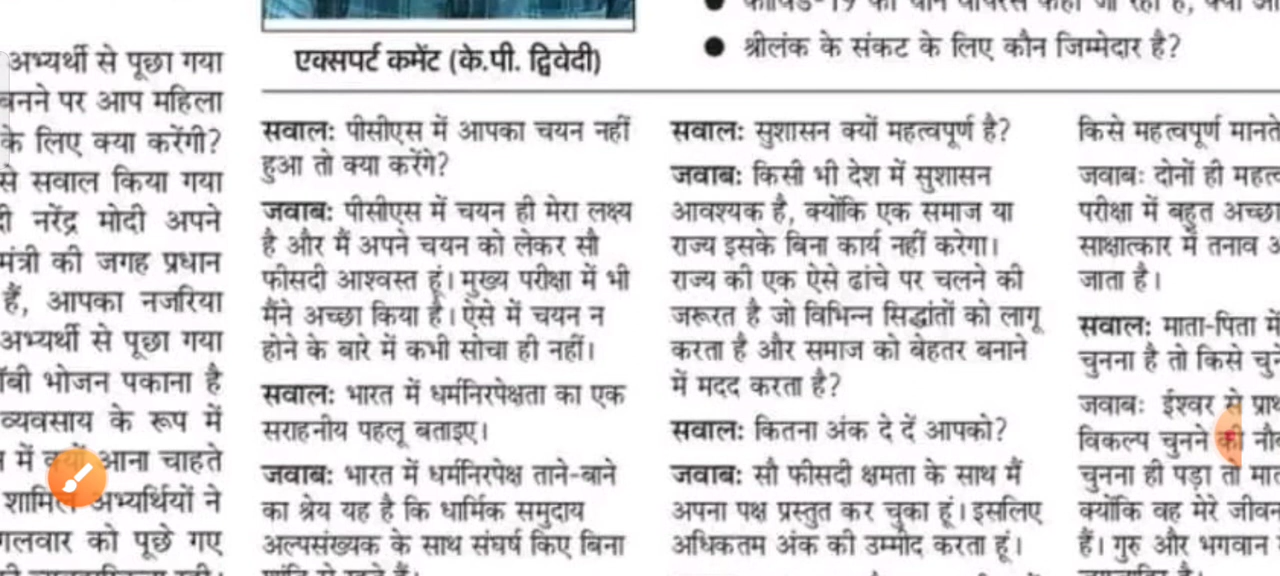 अभ्यर्थी से पूछा गया
बनने पर आप महिला
के लिए क्या करेंगी?
से सवाल किया गया
नरेंद्र मोदी अपने
मंत्री की जगह प्रधान
हैं, आपका नजरिया
अभ्यर्थी से पूछा गया
भोजन पकाना है
व्यवसाय के रूप में
में क्यों आना चाहते
शामिल अभ्यर्थियों ने
को पूछे गए
एक्सपर्ट कमेंट (के.पी. द्विवेदी)
सवाल: पीसीएस में आपका चयन नहीं
हुआ तो क्या करेंगे?
जवाब: पीसीएस में चयन ही मेरा लक्ष्य
है और मैं अपने चयन को लेकर सौ
फीसदी आश्वस्त हूं। मुख्य परीक्षा में भी
मैंने अच्छा किया है। ऐसे में चयन न
होने के बारे में कभी सोचा ही नहीं।
सवाल: भारत में धर्मनिरपेक्षता का एक
सराहनीय पहलू बताइए।
जवाब: भारत में धर्मनिरपेक्ष ताने-बाने
का श्रेय यह है कि धार्मिक समुदाय
अल्पसंख्यक के साथ संघर्ष किए बिना
● कोविड-19 को चीन वायरस कहा जा रहा है, क्या
● श्रीलंक के संकट के लिए कौन जिम्मेदार है?
सवाल: सुशासन क्यों महत्वपूर्ण है?
जवाब: किसी भी देश में सुशासन
आवश्यक है, क्योंकि एक समाज या
राज्य इसके बिना कार्य नहीं करेगा।
राज्य को एक ऐसे ढांचे पर चलने की
जरूरत है जो विभिन्न सिद्धांतों को लागू
करता है और समाज को बेहतर बनाने
में मदद करता है?
सवाल: कितना अंक दे दें आपको?
जवाब: सौ फीसदी क्षमता के साथ मैं
अपना पक्ष प्रस्तुत कर चुका हूं। इसलिए
अधिकतम अंक की उम्मीद करता हूं।
किसे महत्वपूर्ण मानते
जवाब: दोनों ही
परीक्षा में बहुत अच्छा
साक्षात्कार में तनाव
जाता है।
सवाल: माता-पिता में
चुनना है तो किसे
जवाब: ईश्वर से
विकल्प चुनने की
चुनना ही पड़ा तो
क्योंकि वह मेरे जीवन
हैं। गुरु और भगवान